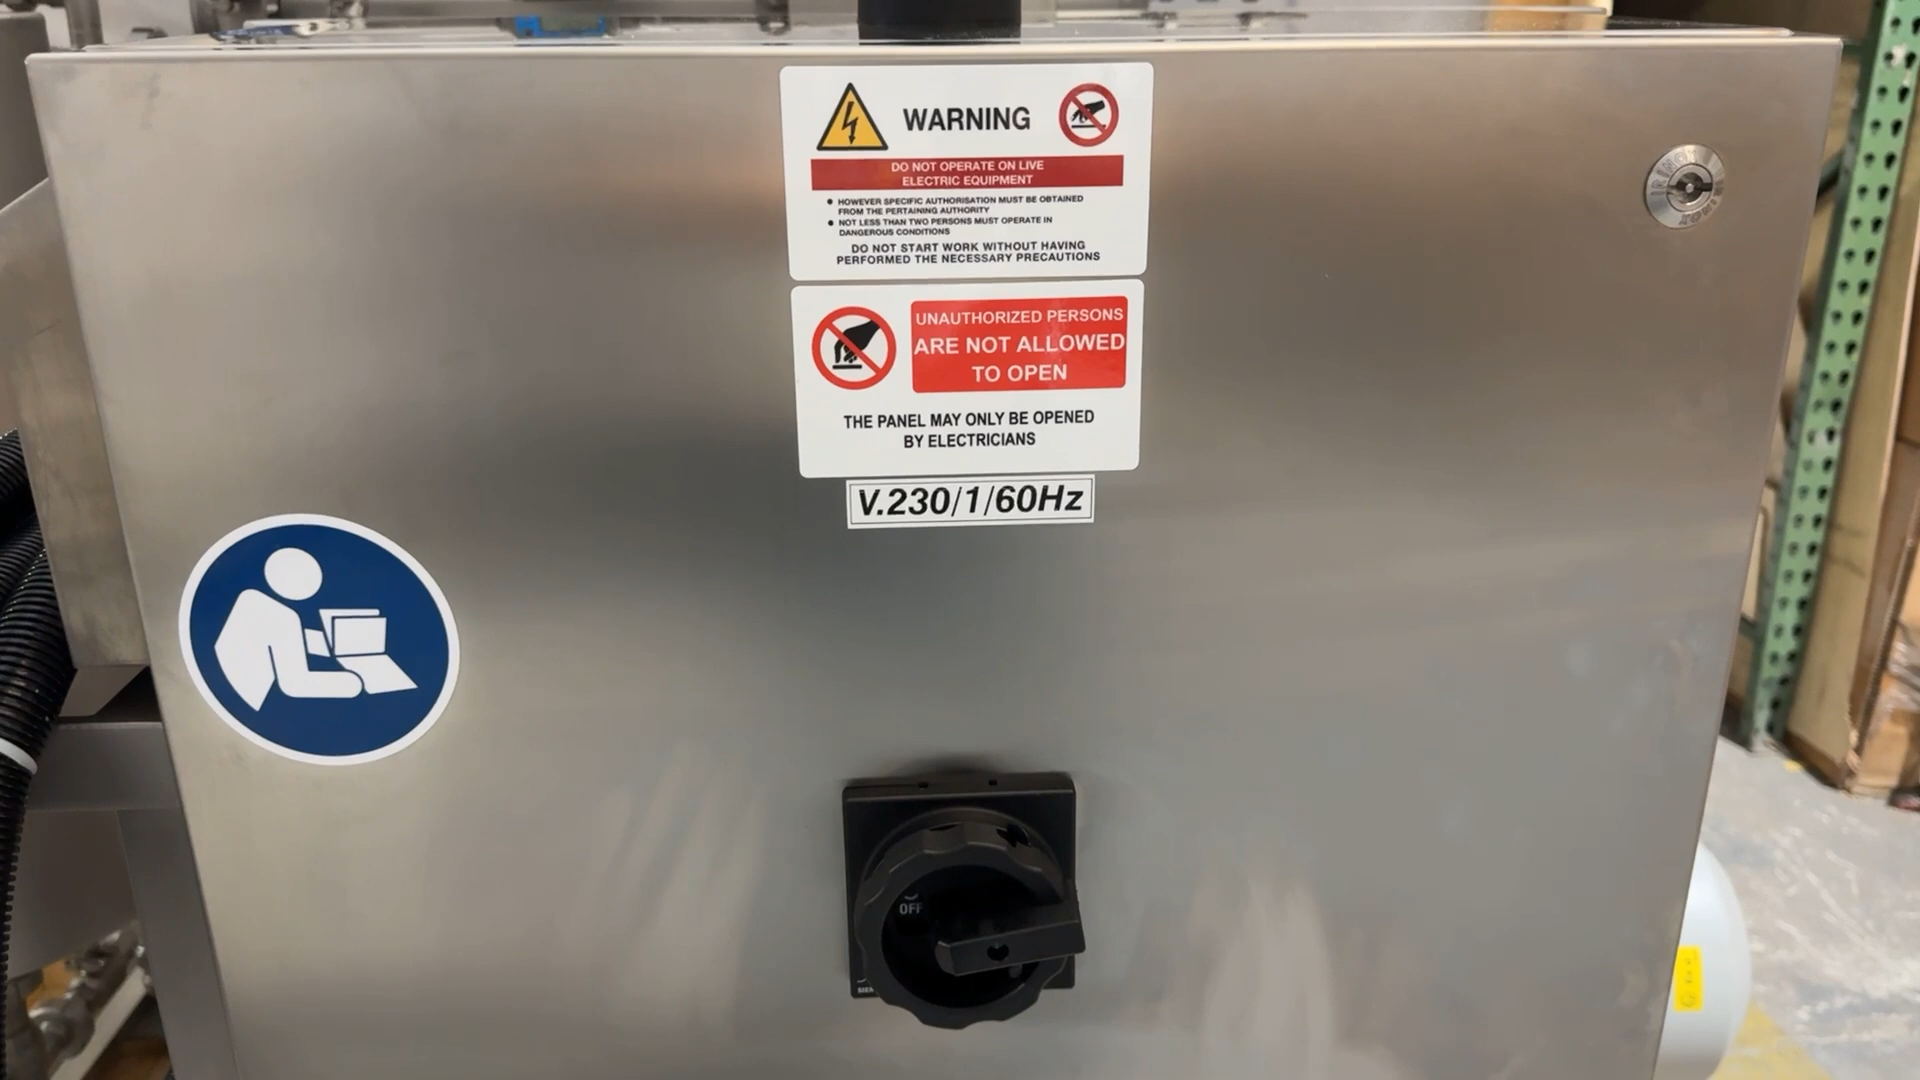 WARNING
DO NOT OPERATE ON LIVE
ELECTRIC EQUIPMENT
● HOWEVER SPECIFIC AUTHORISATION MUST BE OBTAINED
FROM THE PERTAINING AUTHORITY
● NOT LESS THAN TWO PERSONS MUST OPERATE IN
DANGEROUS CONDITIONS
DO NOT START WORK WITHOUT HAVING
PERFORMED THE NECESSARY PRECAUTIONS
UNAUTHORIZED PERSONS
ARE NOT ALLOWED
TO OPEN
THE PANEL MAY ONLY BE OPENED
BY ELECTRICIANS
V.230/1/60Hz
OFF